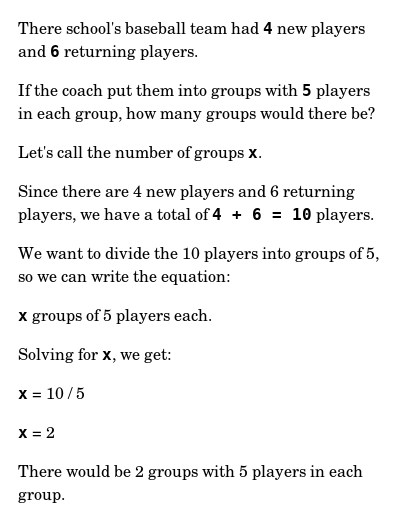 There school's baseball team had 4 new players
and 6 returning players.
If the coach put them into groups with 5 players
in each group, how many groups would there be?
Let's call the number of groups x.
Since there are 4 new players and 6 returning
players, we have a total of 4 + 6 = 10 players.
We want to divide the 10 players into groups of 5,
so we can write the equation:
x groups of 5 players each.
Solving for x, we get:
x = 10 / 5
x = 2
There would be 2 groups with 5 players in each
group.